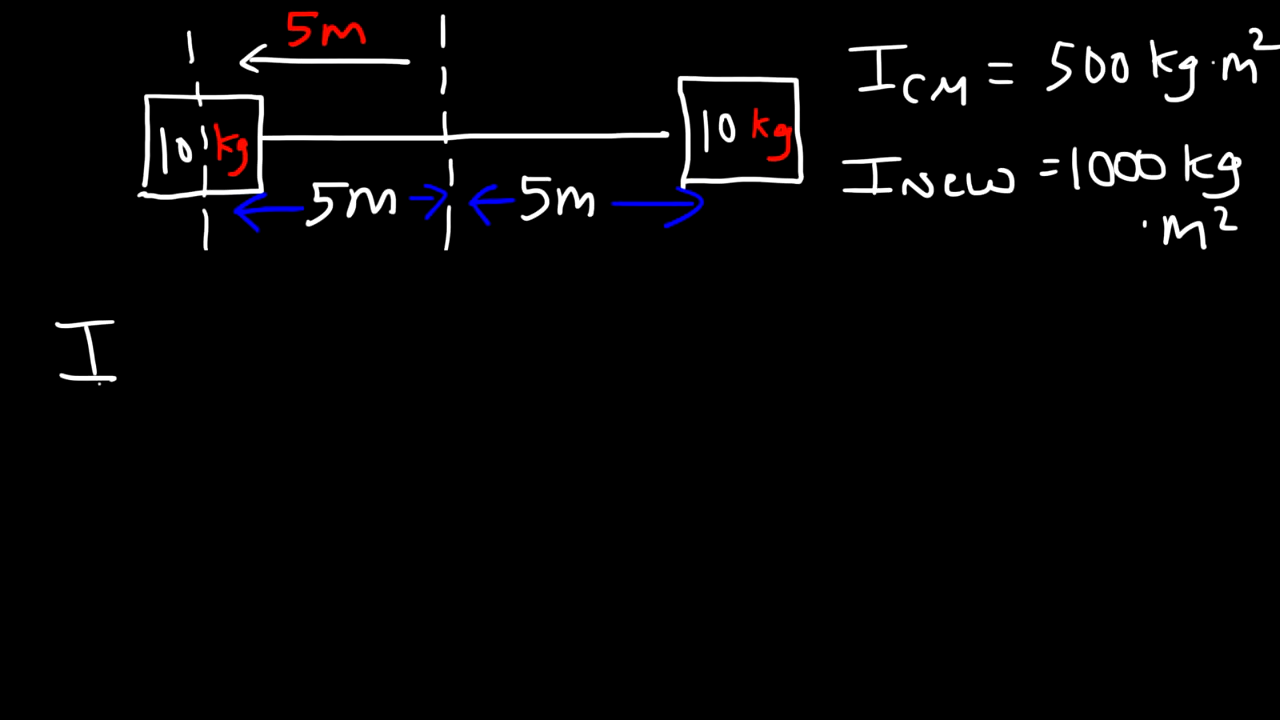 5m
10 kg
10 kg
5m
5m
I_CM = 500 kg·m²
I_NEW = 1000 kg
·m²
I